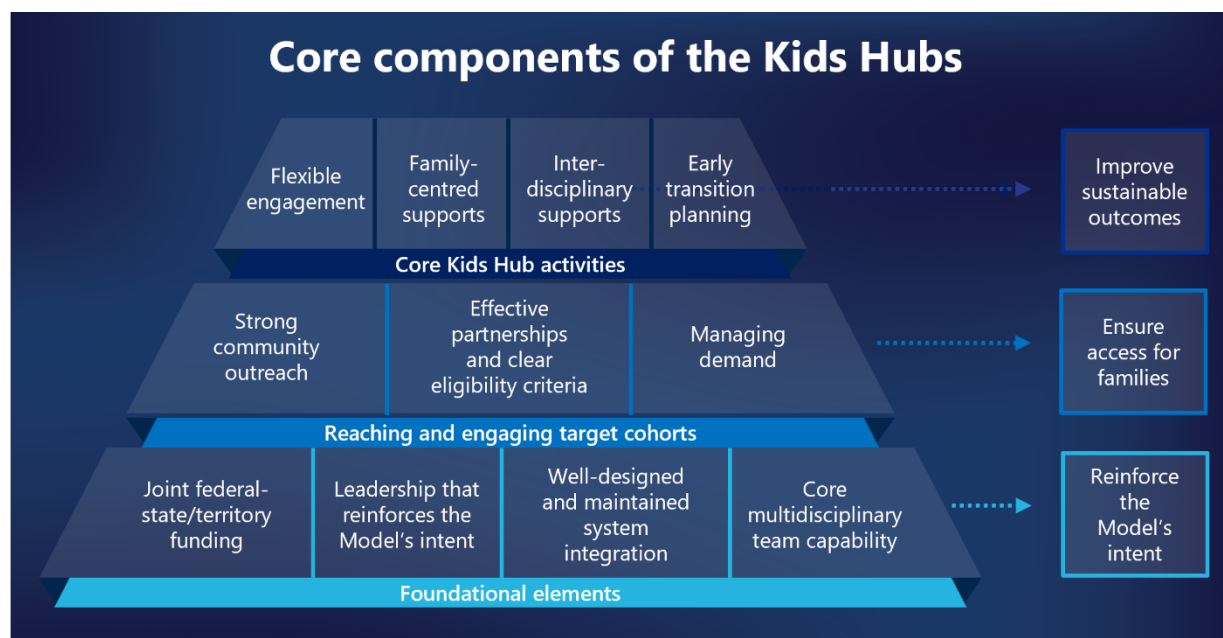 Core components of the Kids Hubs
Flexible
engagement
Family-
centred
supports
Inter-
disciplinary
supports
Early
transition
planning
Improve
sustainable
outcomes
Core Kids Hub activities
Strong
community
outreach
Effective
partnerships
and clear
eligibility criteria
Managing
demand
Ensure
access for
families
Reaching and engaging target cohorts
Joint federal-
state/territory
funding
Leadership that
reinforces the
Model's intent
Well-designed
and maintained
system
integration
Core
multidisciplinary
team capability
Reinforce
the
Model's
intent
Foundational elements